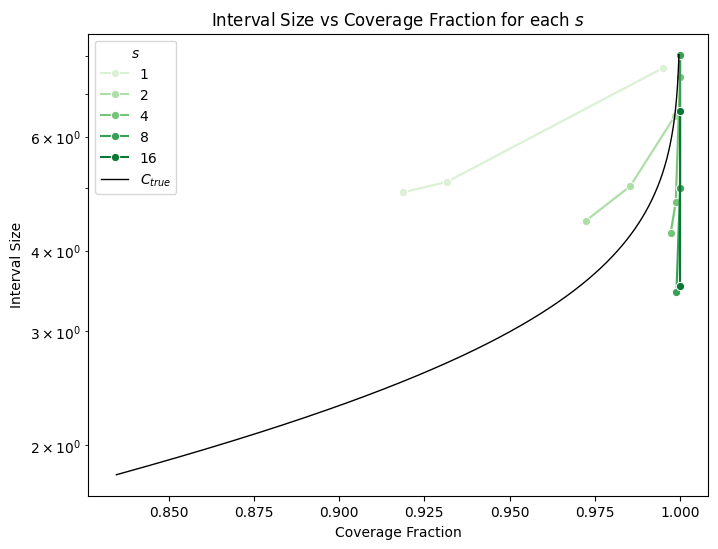 Interval Size vs Coverage Fraction for each s
s
1
2
4
8
16
C_{true}
6 × 10^0
4 × 10^0
3 × 10^0
2 × 10^0
Interval Size
0.850 0.875 0.900 0.925 0.950 0.975 1.000
Coverage Fraction